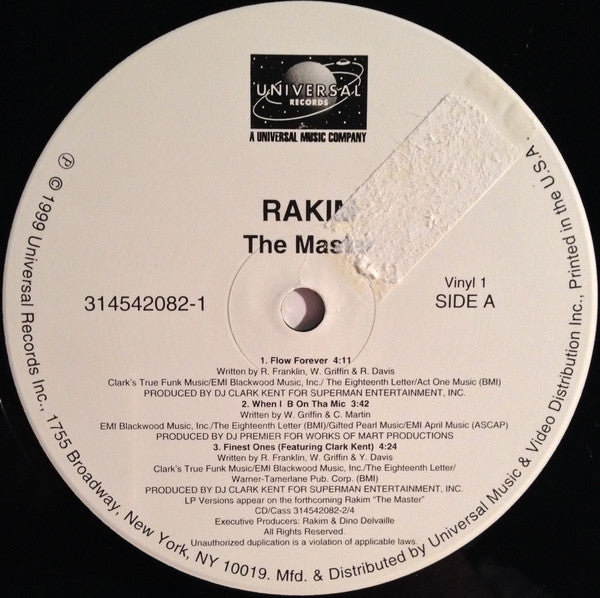 UNIVERSAL
RECORDS
A UNIVERSAL MUSIC COMPANY
RAKIM
The Master
314542082-1
Vinyl 1
SIDE A
1. Flow Forever 4:11
Written by R. Franklin, W. Griffin & R. Davis
Clark's True Funk Music/EMI Blackwood Music, Inc./ The Eighteenth Letter/Act One Music (BMI)
PRODUCED BY DJ CLARK KENT FOR SUPERMAN ENTERTAINMENT, INC.
2. When I B On Tha Mic 3:42
Written by W. Griffin & C. Martin
EMI Blackwood Music, Inc./The Eighteenth Letter (BMI)/Gifted Pearl Music/EMI April Music (ASCAP)
PRODUCED BY DJ PREMIER FOR WORKS OF MART PRODUCTIONS
3. Finest Ones (Featuring Clark Kent) 4:24
Written by R. Franklin, W. Griffin & Y. Davis
Clark's True Funk Music/EMI Blackwood Music, Inc./The Eighteenth Letter/
Warner-Tamerlane Pub. Corp. (BMI)
PRODUCED BY DJ CLARK KENT FOR SUPERMAN ENTERTAINMENT, INC.
LP Versions appear on the forthcoming Rakim "The Master"
CD/Cass 314542082-2/4
Executive Producers: Rakim & Dino Delvaille
All Rights Reserved.
Unauthorized duplication is a violation of applicable laws.
℗ © 1999 Universal Records Inc., 1755 Broadway, New York, NY 10019. Mfd. & Distributed by Universal Music & Video Distribution Inc., Printed in the U.S.A.